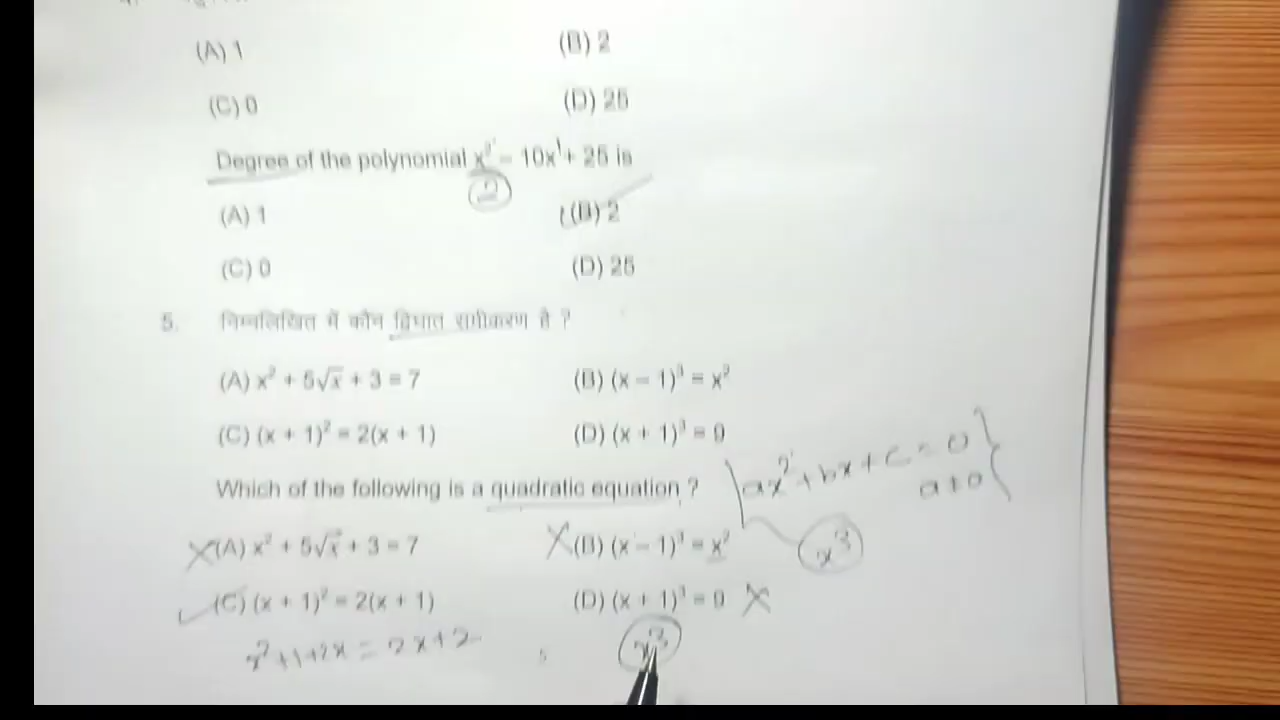 (A) 1 (B) 2
(C) 0 (D) 25
Degree of the polynomial x² – 10x¹ + 25 is
2
(A) 1 (B) 2
(C) 0 (D) 25
5. निम्नलिखित में कौन द्विघात समीकरण है ?
(A) x² + 5√x + 3 = 7 (B) (x – 1)³ = x²
(C) (x + 1)² = 2(x + 1) (D) (x + 1)³ = 9
ax² + bx + c = 0
a ≠ 0
Which of the following is a quadratic equation ?
X (A) x² + 5√x + 3 = 7 X (B) (x – 1)³ = x² x³
(C) (x + 1)² = 2(x + 1) (D) (x + 1)³ = 9 X
x² + 1 + 2x = 2x + 2 x³